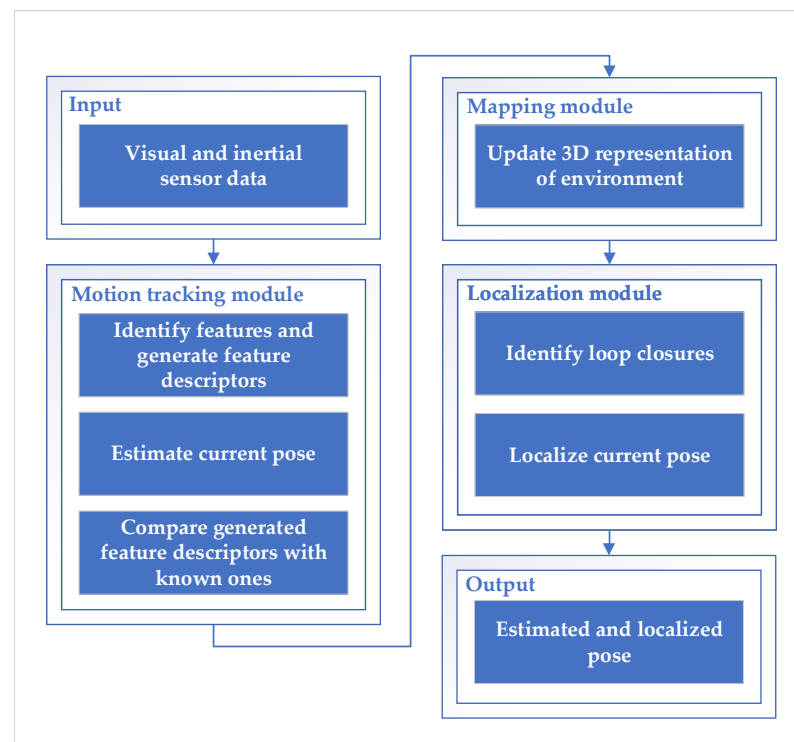 Input
Visual and inertial
sensor data
Motion tracking module
Identify features and
generate feature
descriptors
Estimate current pose
Compare generated
feature descriptors with
known ones
Mapping module
Update 3D representation
of environment
Localization module
Identify loop closures
Localize current pose
Output
Estimated and localized
pose